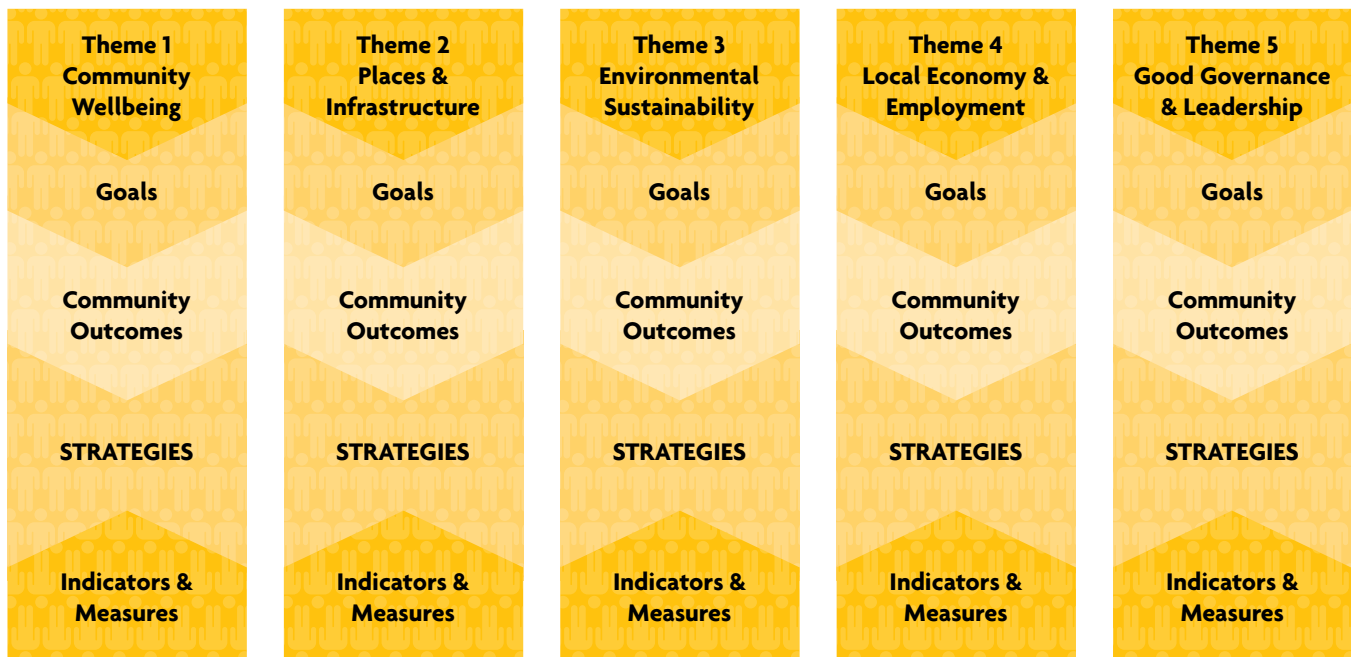 Theme 1
Community
Wellbeing
Goals
Community
Outcomes
STRATEGIES
Indicators &
Measures
Theme 2
Places &
Infrastructure
Goals
Community
Outcomes
STRATEGIES
Indicators &
Measures
Theme 3
Environmental
Sustainability
Goals
Community
Outcomes
STRATEGIES
Indicators &
Measures
Theme 4
Local Economy &
Employment
Goals
Community
Outcomes
STRATEGIES
Indicators &
Measures
Theme 5
Good Governance
& Leadership
Goals
Community
Outcomes
STRATEGIES
Indicators &
Measures